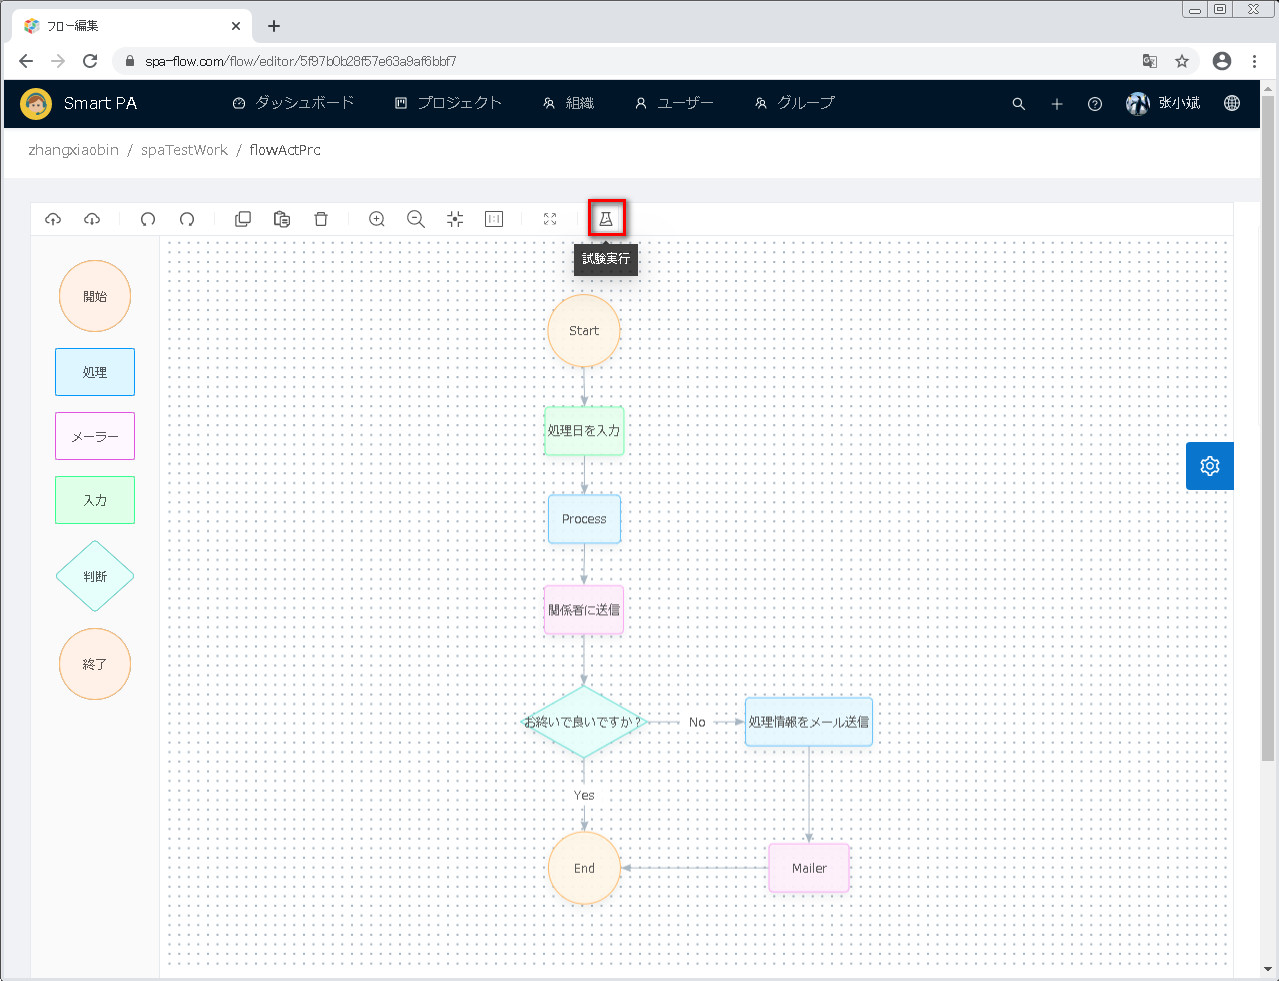 フロー編集
spa-flow.com/flow/editor/5f97b0b28f57e63a9af6bbf7
Smart PA
ダッシュボード
プロジェクト
組織
ユーザー
グループ
张小斌
zhangxiaobin / spaTestWork / flowActPrc
試験実行
開始
処理
メーラー
入力
判断
終了
Start
処理日を入力
Process
関係者に送信
お終いで良いですか？
No
処理情報をメール送信
Yes
End
Mailer